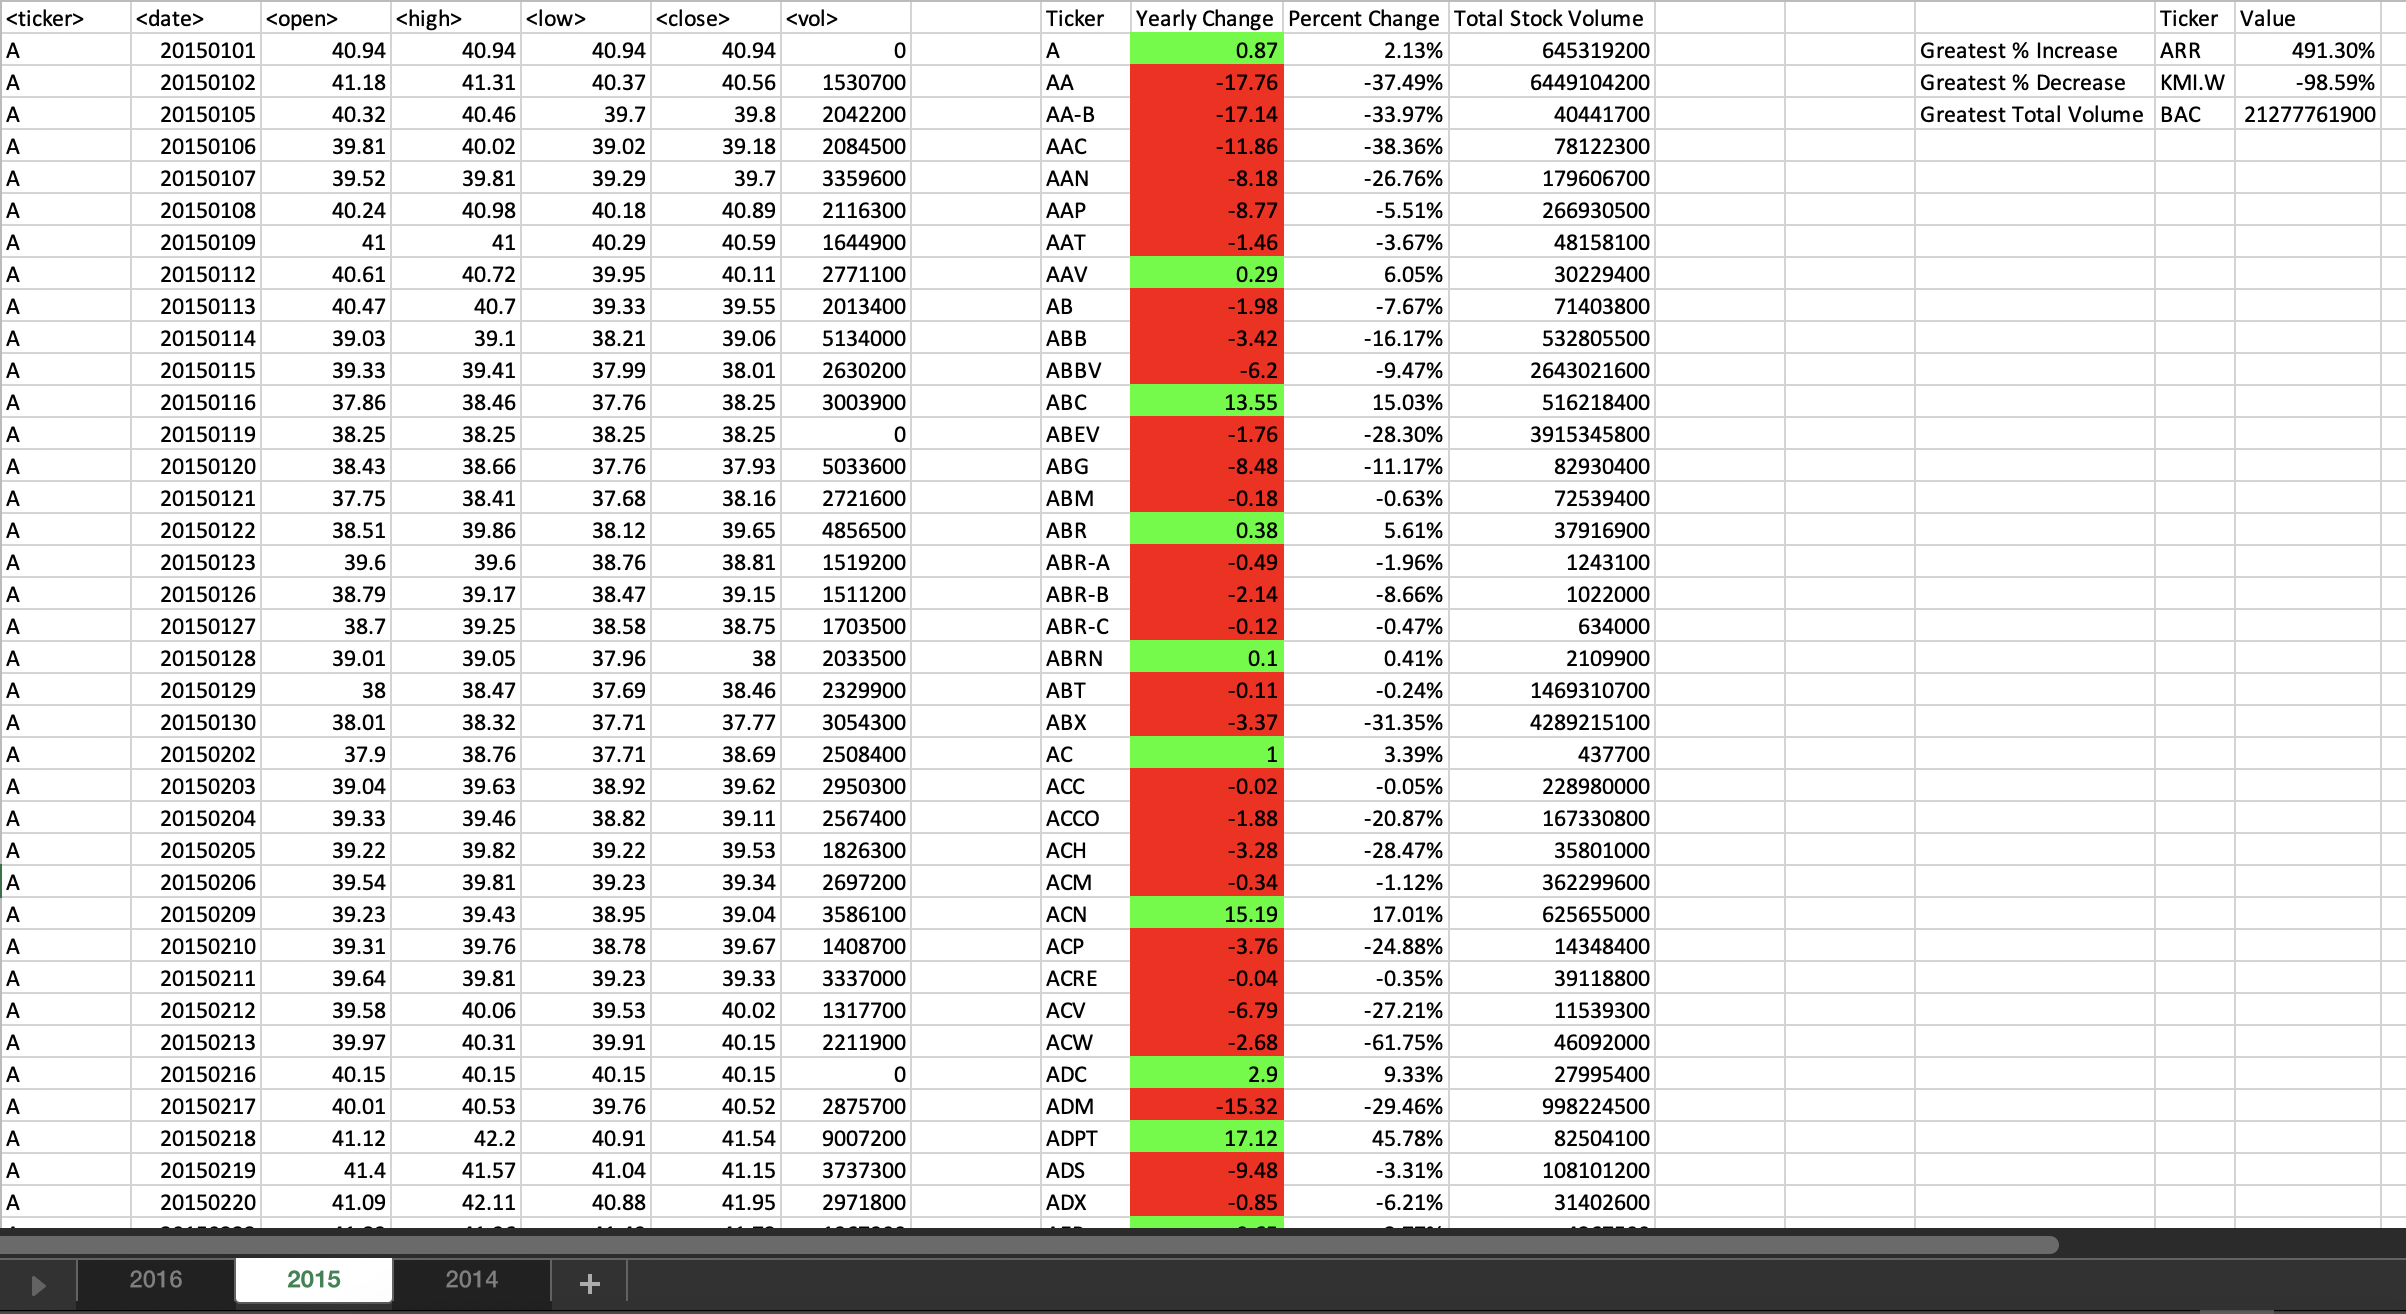 <ticker> <date> <open> <high> <low> <close> <vol> Ticker Yearly Change Percent Change Total Stock Volume Ticker Value
A 20150101 40.94 40.94 40.94 40.94 0 A 0.87 2.13% 645319200 Greatest % Increase ARR 491.30%
A 20150102 41.18 41.31 40.37 40.56 1530700 AA -17.76 -37.49% 6449104200 Greatest % Decrease KMI.W -98.59%
A 20150105 40.32 40.46 39.7 39.8 2042200 AA-B -17.14 -33.97% 40441700 Greatest Total Volume BAC 21277761900
A 20150106 39.81 40.02 39.02 39.18 2084500 AAC -11.86 -38.36% 78122300
A 20150107 39.52 39.81 39.29 39.7 3359600 AAN -8.18 -26.76% 179606700
A 20150108 40.24 40.98 40.18 40.89 2116300 AAP -8.77 -5.51% 266930500
A 20150109 41 41 40.29 40.59 1644900 AAT -1.46 -3.67% 48158100
A 20150112 40.61 40.72 39.95 40.11 2771100 AAV 0.29 6.05% 30229400
A 20150113 40.47 40.7 39.33 39.55 2013400 AB -1.98 -7.67% 71403800
A 20150114 39.03 39.1 38.21 39.06 5134000 ABB -3.42 -16.17% 532805500
A 20150115 39.33 39.41 37.99 38.01 2630200 ABBV -6.2 -9.47% 2643021600
A 20150116 37.86 38.46 37.76 38.25 3003900 ABC 13.55 15.03% 516218400
A 20150119 38.25 38.25 38.25 38.25 0 ABEV -1.76 -28.30% 3915345800
A 20150120 38.43 38.66 37.76 37.93 5033600 ABG -8.48 -11.17% 82930400
A 20150121 37.75 38.41 37.68 38.16 2721600 ABM -0.18 -0.63% 72539400
A 20150122 38.51 39.86 38.12 39.65 4856500 ABR 0.38 5.61% 37916900
A 20150123 39.6 39.6 38.76 38.81 1519200 ABR-A -0.49 -1.96% 1243100
A 20150126 38.79 39.17 38.47 39.15 1511200 ABR-B -2.14 -8.66% 1022000
A 20150127 38.7 39.25 38.58 38.75 1703500 ABR-C -0.12 -0.47% 634000
A 20150128 39.01 39.05 37.96 38 2033500 ABRN 0.1 0.41% 2109900
A 20150129 38 38.47 37.69 38.46 2329900 ABT -0.11 -0.24% 1469310700
A 20150130 38.01 38.32 37.71 37.77 3054300 ABX -3.37 -31.35% 4289215100
A 20150202 37.9 38.76 37.71 38.69 2508400 AC 1 3.39% 437700
A 20150203 39.04 39.63 38.92 39.62 2950300 ACC -0.02 -0.05% 228980000
A 20150204 39.33 39.46 38.82 39.11 2567400 ACCO -1.88 -20.87% 167330800
A 20150205 39.22 39.82 39.22 39.53 1826300 ACH -3.28 -28.47% 35801000
A 20150206 39.54 39.81 39.23 39.34 2697200 ACM -0.34 -1.12% 362299600
A 20150209 39.23 39.43 38.95 39.04 3586100 ACN 15.19 17.01% 625655000
A 20150210 39.31 39.76 38.78 39.67 1408700 ACP -3.76 -24.88% 14348400
A 20150211 39.64 39.81 39.23 39.33 3337000 ACRE -0.04 -0.35% 39118800
A 20150212 39.58 40.06 39.53 40.02 1317700 ACV -6.79 -27.21% 11539300
A 20150213 39.97 40.31 39.91 40.15 2211900 ACW -2.68 -61.75% 46092000
A 20150216 40.15 40.15 40.15 40.15 0 ADC 2.9 9.33% 27995400
A 20150217 40.01 40.53 39.76 40.52 2875700 ADM -15.32 -29.46% 998224500
A 20150218 41.12 42.2 40.91 41.54 9007200 ADPT 17.12 45.78% 82504100
A 20150219 41.4 41.57 41.04 41.15 3737300 ADS -9.48 -3.31% 108101200
A 20150220 41.09 42.11 40.88 41.95 2971800 ADX -0.85 -6.21% 31402600
2016 2015 2014 +